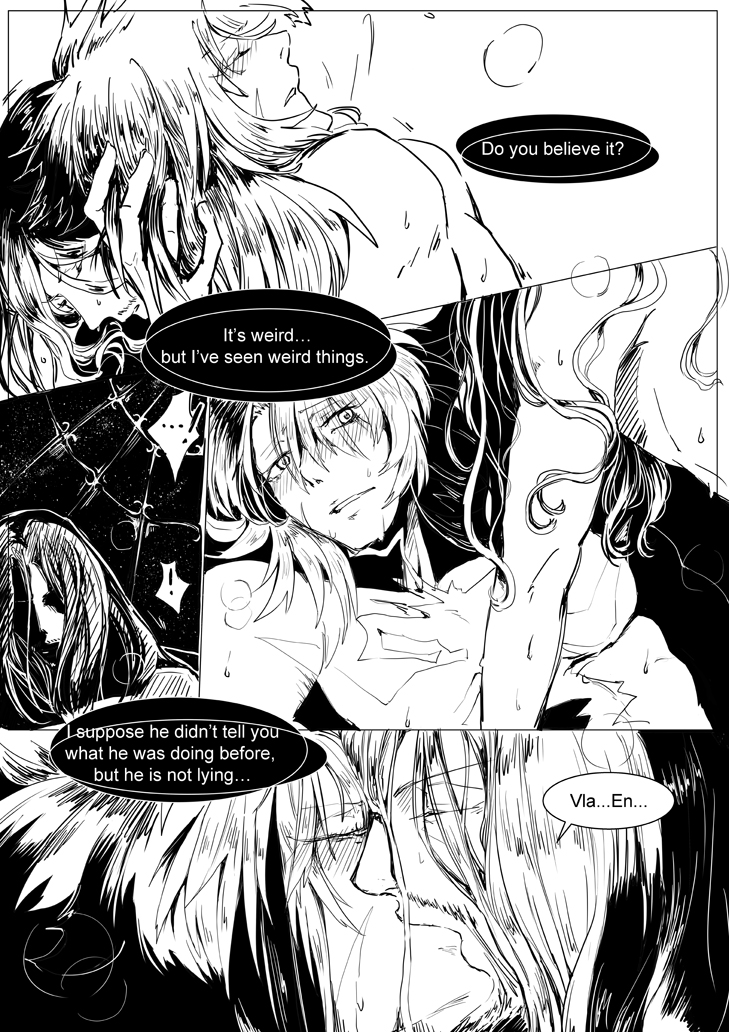 Do you believe it?
It's weird...
but I've seen weird things.
...!
!
I suppose he didn't tell you
what he was doing before,
but he is not lying...
Vla...En...